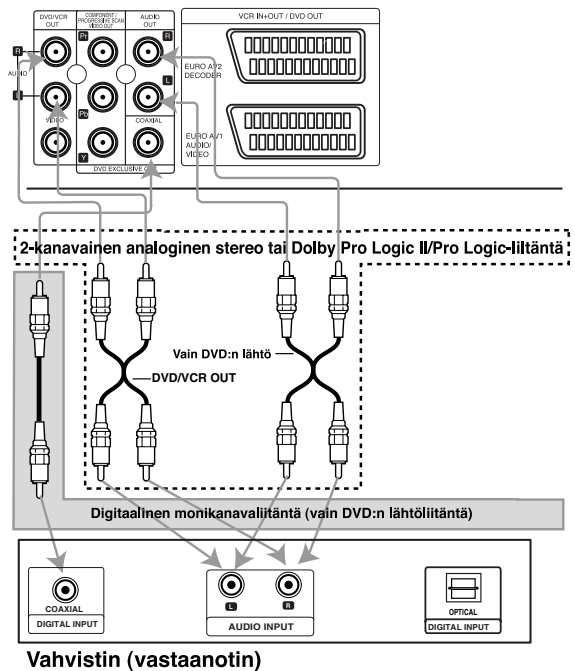 DVD/VCR
OUT
COMPONENT/
PROGRESSIVE SCAN
VIDEO OUT
AUDIO
OUT
VCR IN+OUT / DVD OUT
R
Pr
R
AUDIO
EURO AV2
DECODER
L
VIDEO
Pb
COAXIAL
EURO AV1
AUDIO/
VIDEO
Y
DVD EXCLUSIVE
2-kanavainen analoginen stereo tai Dolby Pro Logic II/Pro Logic-liitäntä
Vain DVD:n lähtö
DVD/VCR OUT
Digitaalinen monikanavaliitäntä (vain DVD:n lähtöliitäntä)
COAXIAL
DIGITAL INPUT
L
R
AUDIO INPUT
OPTICAL
DIGITAL INPUT
Vahvistin (vastaanotin)